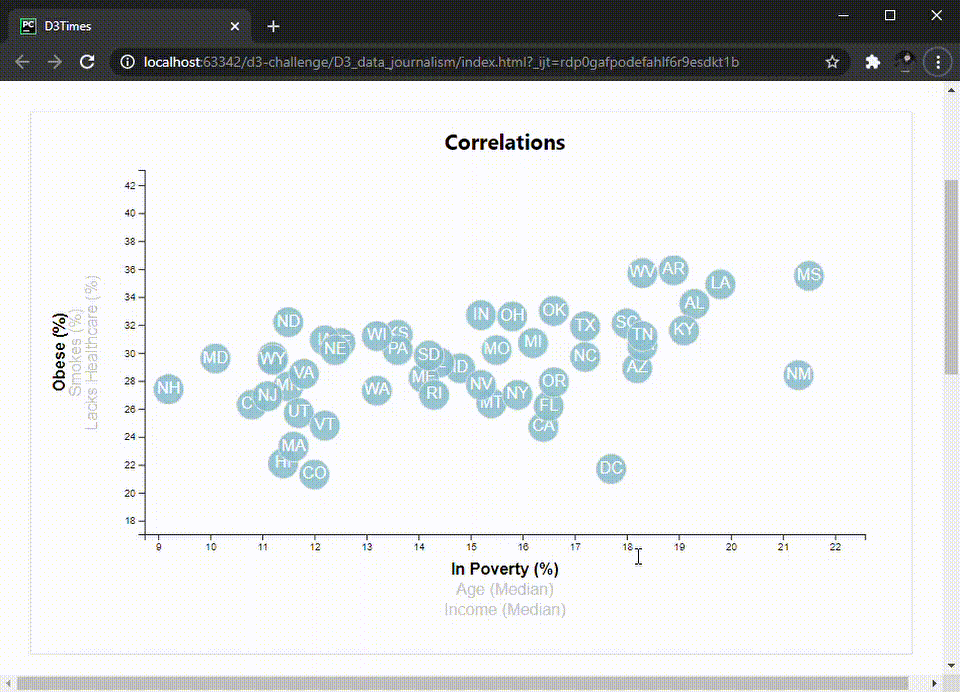 PC D3Times
localhost:63342/d3-challenge/D3_data_journalism/index.html?_ijt=rdp0gafpodefahlf6r9esdkt1b
Correlations
42
40
38
36
34
32
30
28
26
24
22
20
18
Obese (%)
Smokes (%)
Lacks Healthcare (%)
WV AR MS
LA
AL
IN OH OK
ND TX TN KY
WI PA MO MI
NE
MD WY SD NC
VA ID AZ NM
NH WA RI NV OR
NJ MT NY
UT FL
VT CA
MA
CO DC
9 10 11 12 13 14 15 16 17 18 19 20 21 22
In Poverty (%)
Age (Median)
Income (Median)